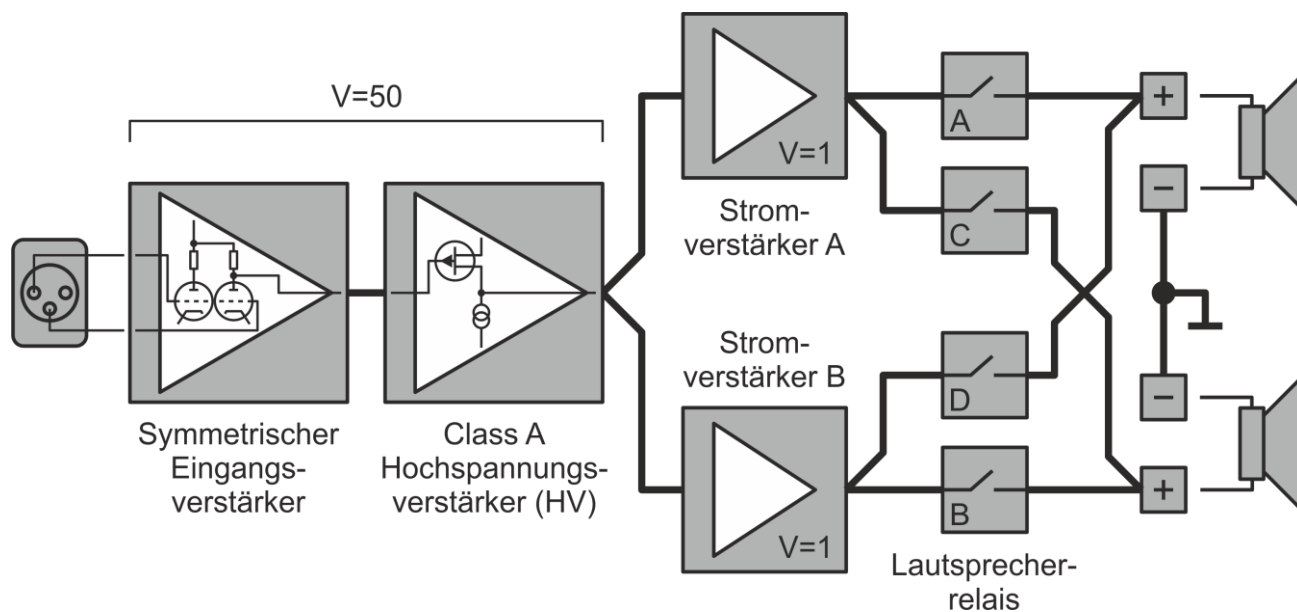 V=50
Symmetrischer
Eingangs-
verstärker
Class A
Hochspannungs-
verstärker (HV)
V=1
Strom-
verstärker A
Strom-
verstärker B
V=1
A
C
D
B
Lautsprecher-
relais
+
−
−
+